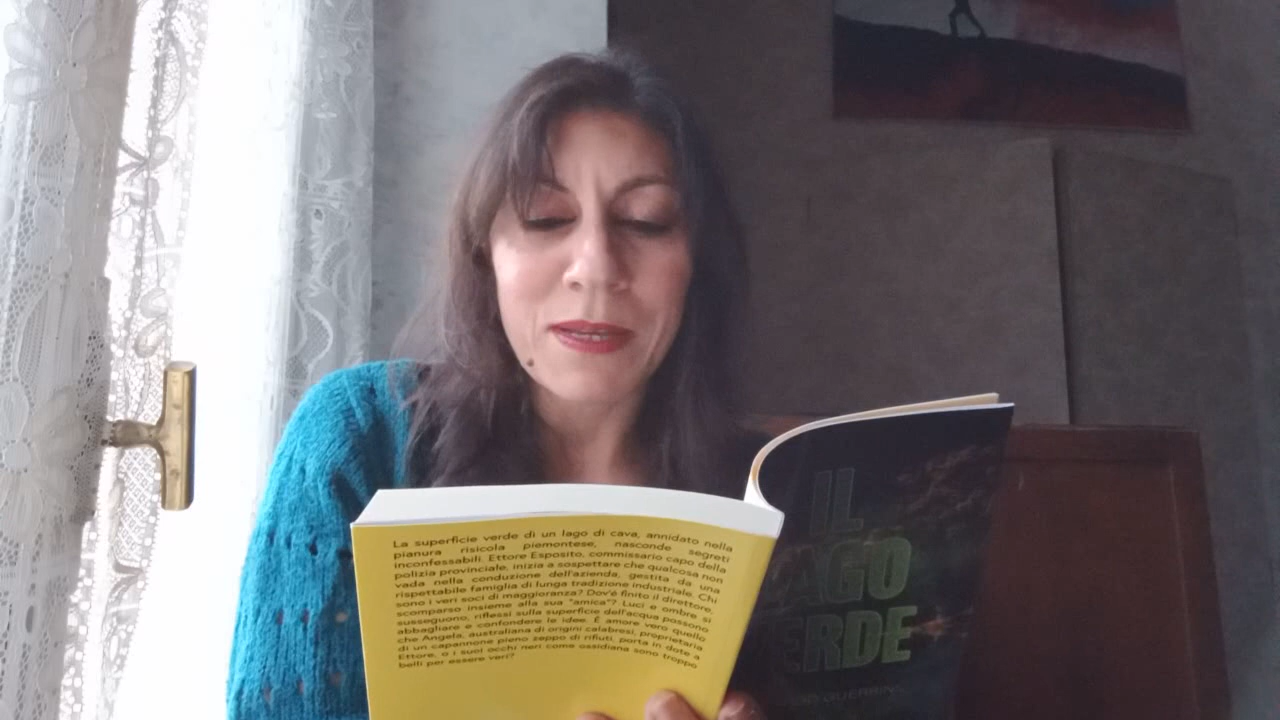 La superficie verde di un lago di cava, annidato nella
pianura risicola piemontese, nasconde segreti
inconfessabili. Ettore Esposito, commissario capo della
polizia provinciale, inizia a sospettare che qualcosa non
vada nella conduzione dell'azienda, gestita da una
rispettabile famiglia di lunga tradizione industriale. Chi
sono i veri soci di maggioranza? Dov'è finito il direttore,
scomparso insieme alla sua "amica"? Luci e ombre si
susseguono, riflessi sulla superficie dell'acqua possono
abbagliare e confondere le idee. È amore vero quello
che Angela, australiana di origini calabresi, proprietaria
di un capannone pieno zeppo di rifiuti, porta in dote a
Ettore, o i suoi occhi neri come ossidiana sono troppo
belli per essere veri?
IL
LAGO
VERDE